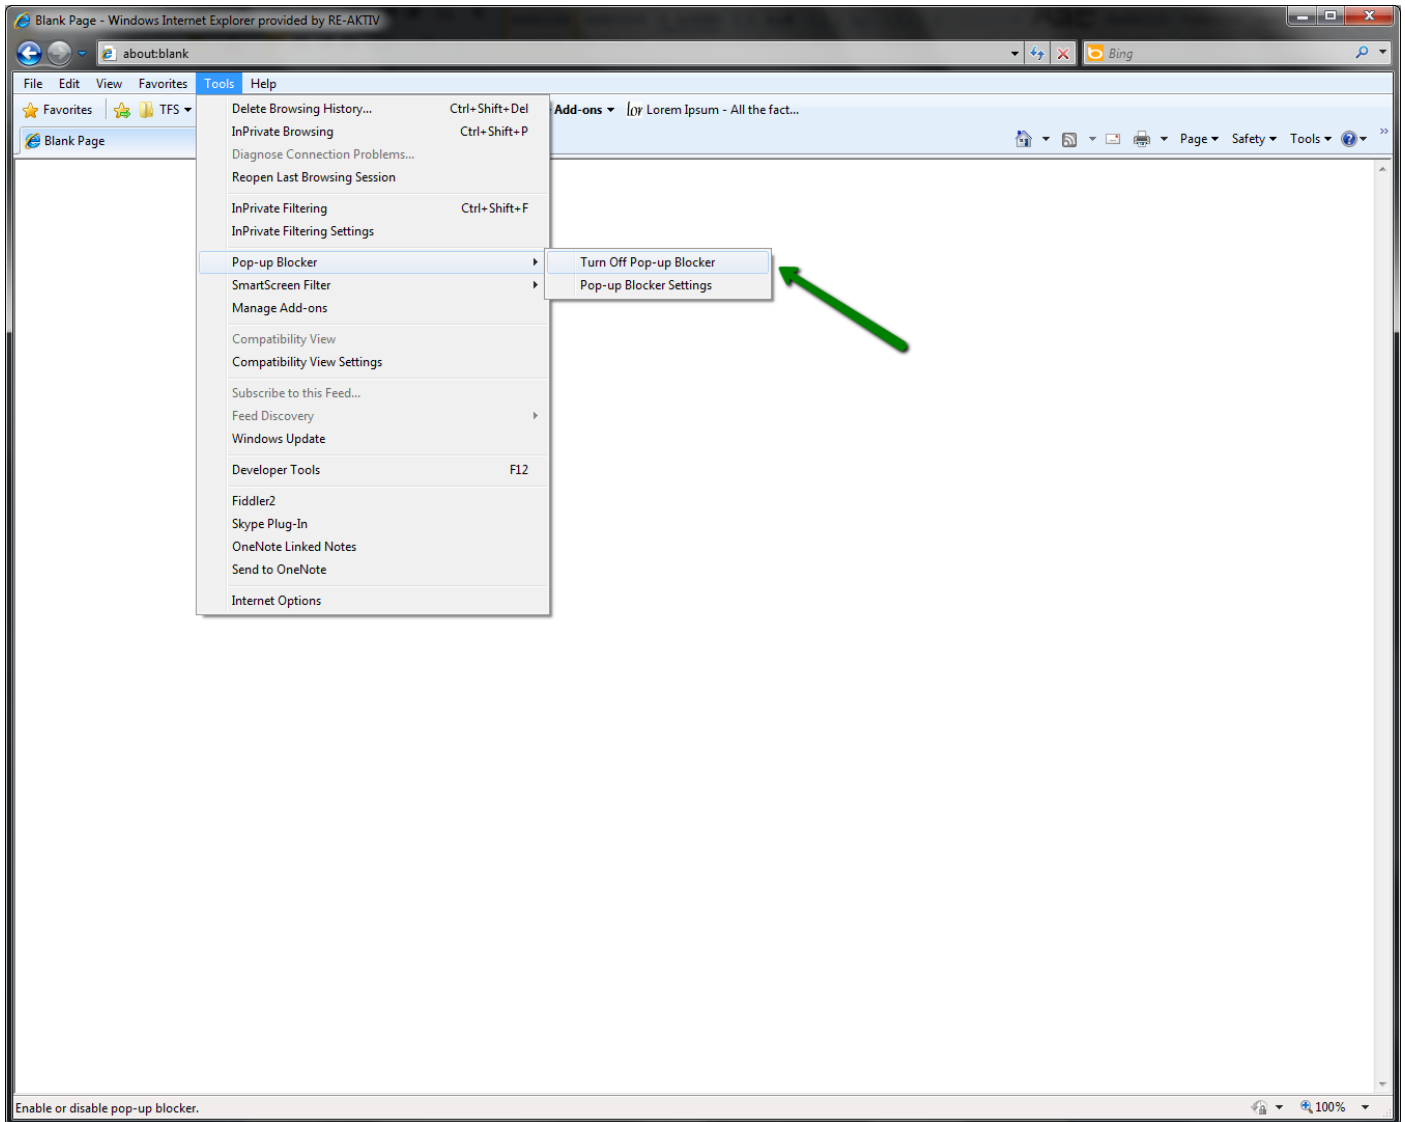 Blank Page - Windows Internet Explorer provided by RE-AKTIV
about:blank
Bing
File Edit View Favorites Tools Help
Favorites TFS Add-ons Lorem Ipsum - All the fact...
Blank Page
Page Safety Tools
Delete Browsing History... Ctrl+Shift+Del
InPrivate Browsing Ctrl+Shift+P
Diagnose Connection Problems...
Reopen Last Browsing Session
InPrivate Filtering Ctrl+Shift+F
InPrivate Filtering Settings
Pop-up Blocker
Turn Off Pop-up Blocker
Pop-up Blocker Settings
SmartScreen Filter
Manage Add-ons
Compatibility View
Compatibility View Settings
Subscribe to this Feed...
Feed Discovery
Windows Update
Developer Tools F12
Fiddler2
Skype Plug-In
OneNote Linked Notes
Send to OneNote
Internet Options
Enable or disable pop-up blocker.
100%